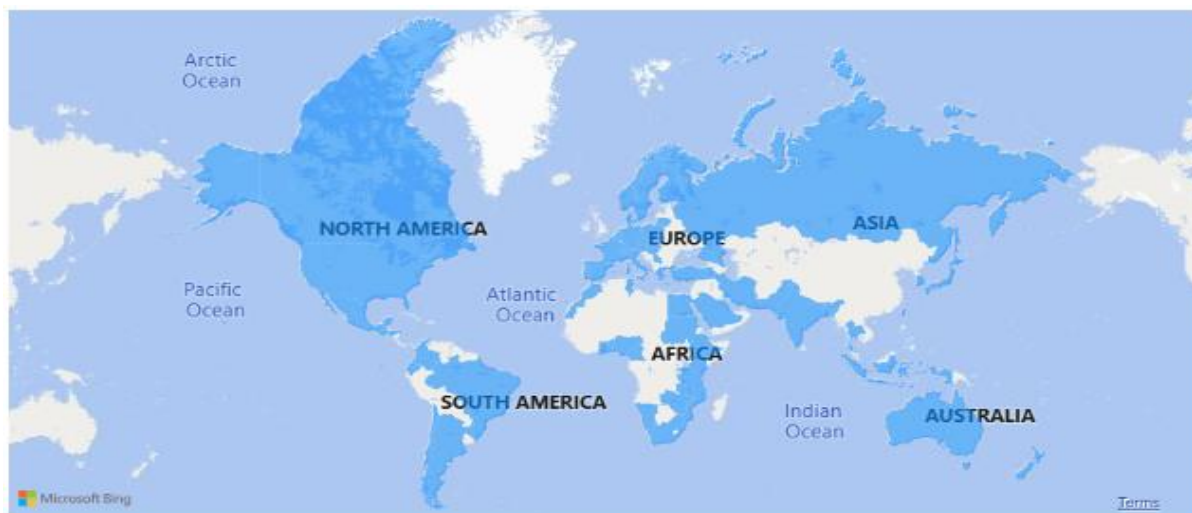 Arctic
Ocean
NORTH AMERICA
EUROPE
ASIA
Pacific
Ocean
Atlantic
Ocean
AFRICA
SOUTH AMERICA
Indian
Ocean
AUSTRALIA
Microsoft Bing
Terms